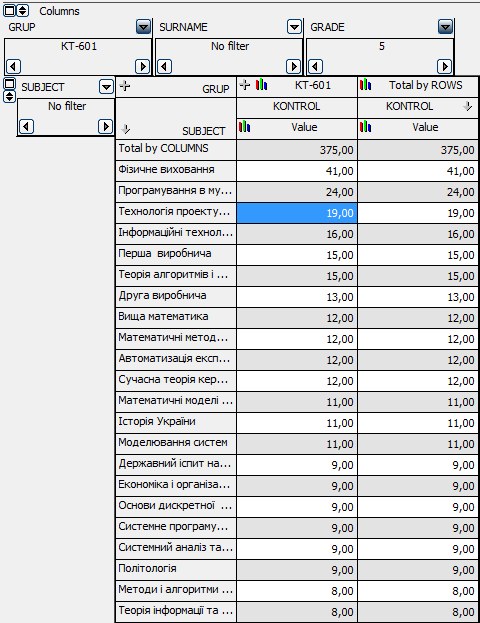 Columns
GRUP SURNAME GRADE
KT-601 No filter 5
SUBJECT GRUP KT-601 Total by ROWS
No filter KONTROL KONTROL
SUBJECT Value Value
Total by COLUMNS 375,00 375,00
Фізичне виховання 41,00 41,00
Програмування в му... 24,00 24,00
Технологія проекту... 19,00 19,00
Інформаційні технол... 16,00 16,00
Перша виробнича 15,00 15,00
Теорія алгоритмів і ... 15,00 15,00
Друга виробнича 13,00 13,00
Вища математика 12,00 12,00
Математичні метод... 12,00 12,00
Автоматизація експ... 12,00 12,00
Сучасна теорія кер... 12,00 12,00
Математичні моделі ... 11,00 11,00
Історія України 11,00 11,00
Моделювання систем 11,00 11,00
Державний іспит на... 9,00 9,00
Економіка і організа... 9,00 9,00
Основи дискретної ... 9,00 9,00
Системне програму... 9,00 9,00
Системний аналіз та... 9,00 9,00
Політологія 9,00 9,00
Методи і алгоритми ... 8,00 8,00
Теорія інформації та ... 8,00 8,00